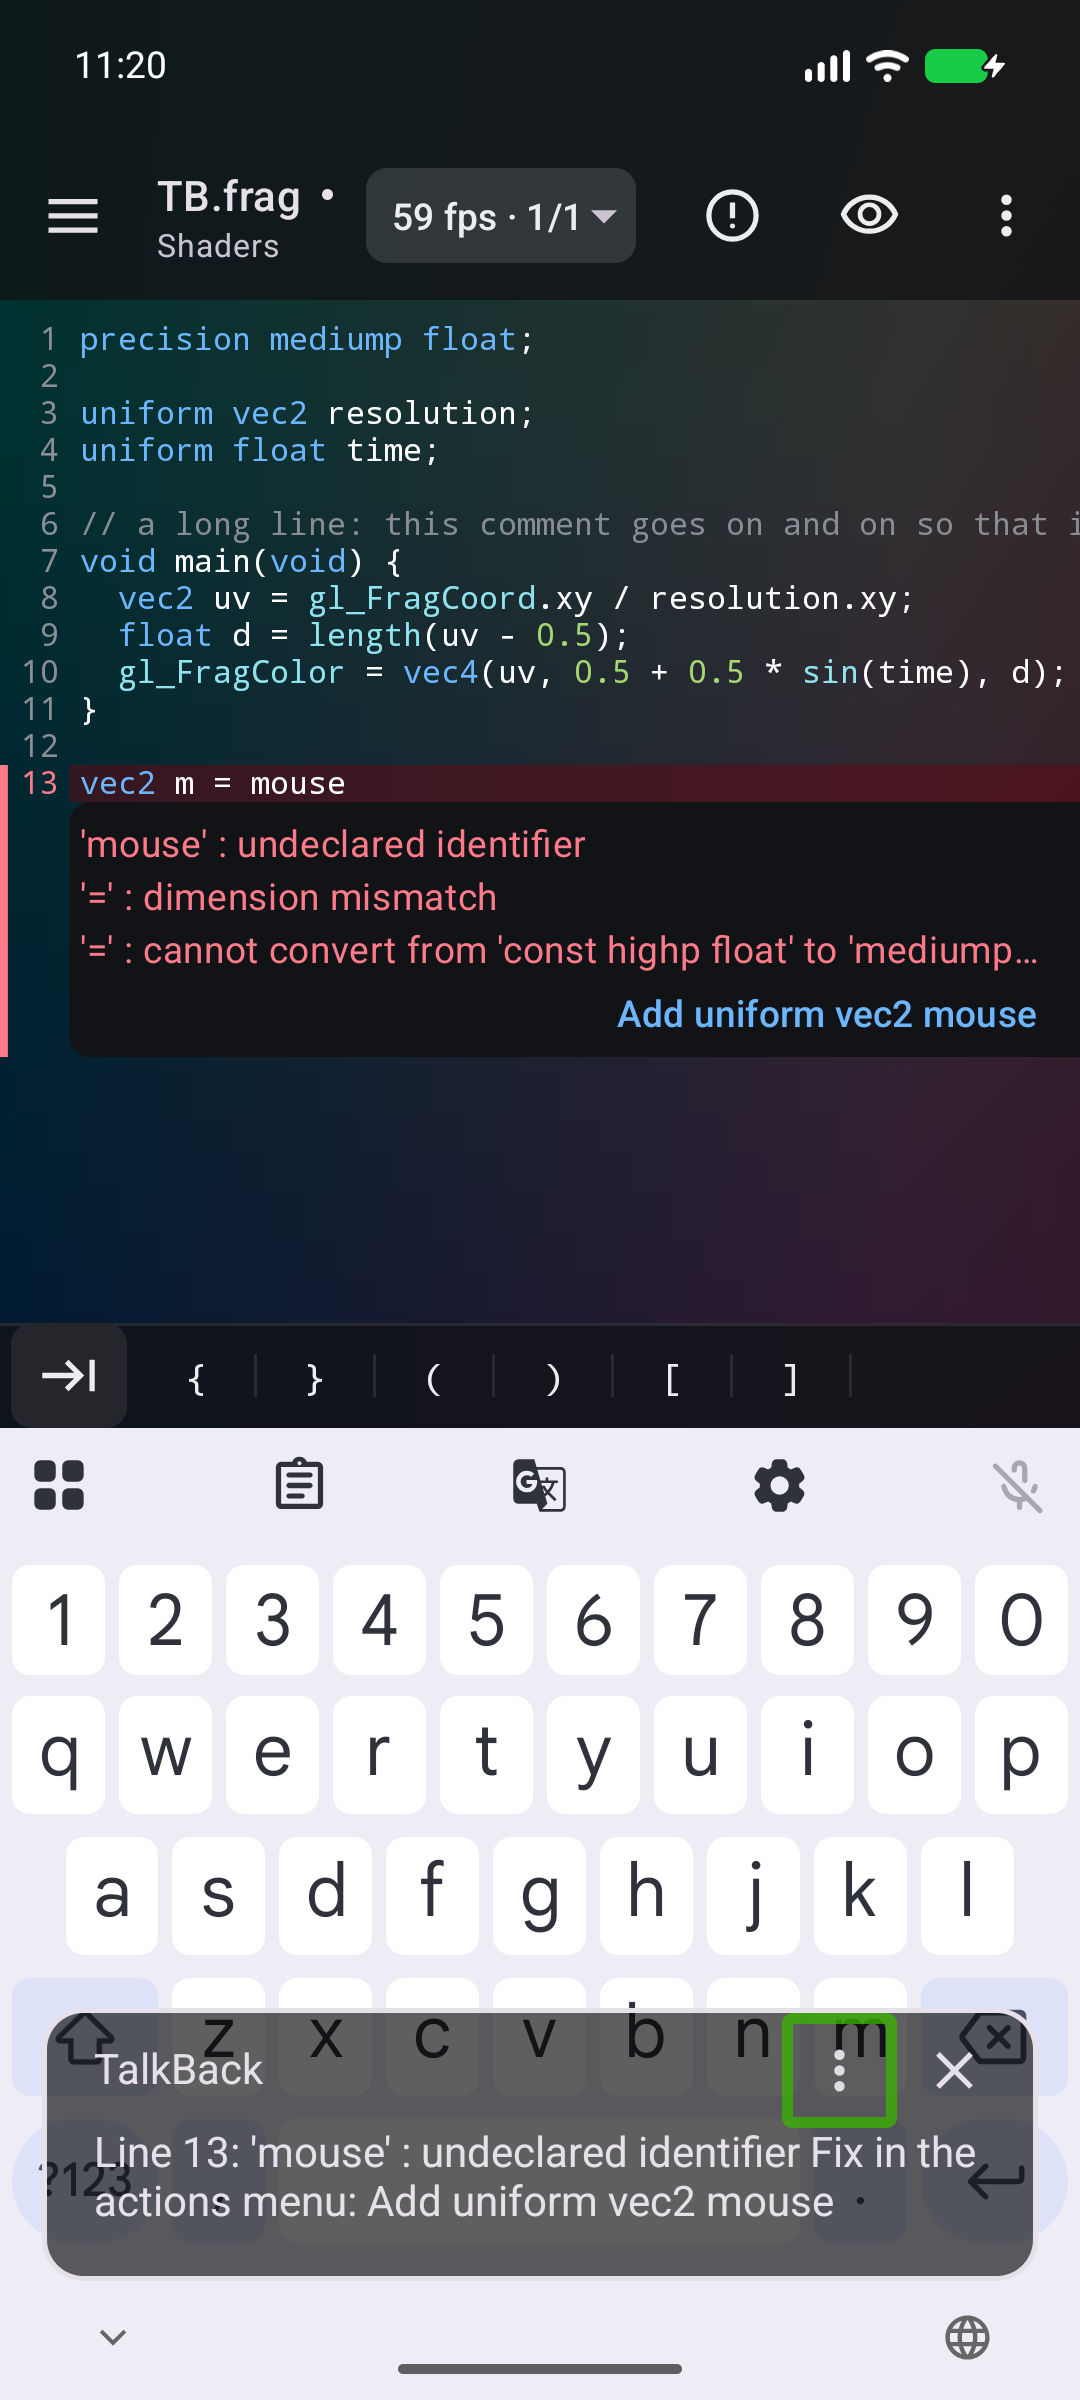 11:20
TB.frag •
Shaders
59 fps · 1/1
1 precision mediump float;
2
3 uniform vec2 resolution;
4 uniform float time;
5
6 // a long line: this comment goes on and on so that i
7 void main(void) {
8   vec2 uv = gl_FragCoord.xy / resolution.xy;
9   float d = length(uv - 0.5);
10   gl_FragColor = vec4(uv, 0.5 + 0.5 * sin(time), d);
11 }
12
13 vec2 m = mouse
'mouse' : undeclared identifier
'=' : dimension mismatch
'=' : cannot convert from 'const highp float' to 'mediump…
Add uniform vec2 mouse
{ } ( ) [ ]
G 文
1 2 3 4 5 6 7 8 9 0
q w e r t y u i o p
a s d f g h j k l
z x c v b n m
TalkBack
Line 13: 'mouse' : undeclared identifier Fix in the
actions menu: Add uniform vec2 mouse
?123 , .